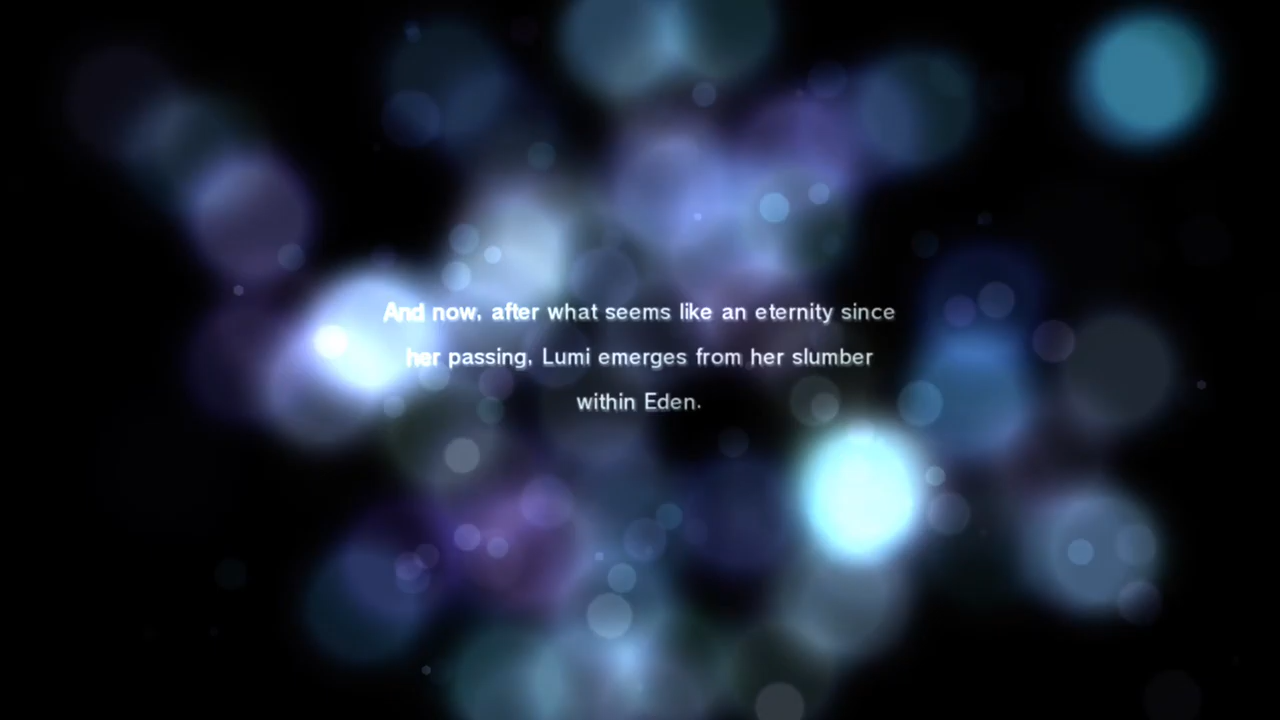 And now, after what seems like an eternity since
her passing, Lumi emerges from her slumber
within Eden.